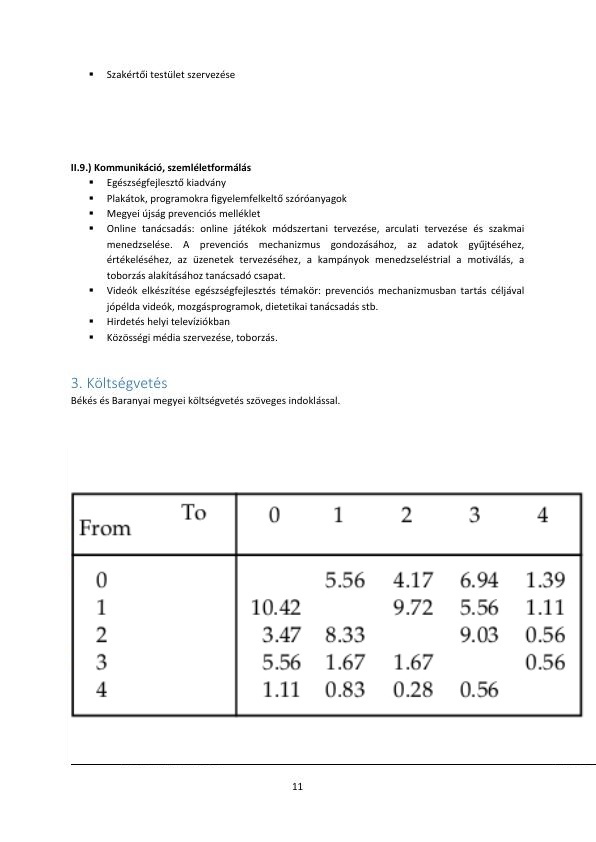 ▪ Szakértői testület szervezése
II.9.) Kommunikáció, szemléletformálás
▪ Egészségfejlesztő kiadvány
▪ Plakátok, programokra figyelemfelkeltő szóróanyagok
▪ Megyei újság prevenciós melléklet
▪ Online tanácsadás: online játékok módszertani tervezése, arculati tervezése és szakmai
menedzselése. A prevenciós mechanizmus gondozásához, az adatok gyűjtéséhez,
értékeléséhez, az üzenetek tervezéséhez, a kampányok menedzseléstrial a motiválás, a
toborzás alakításához tanácsadó csapat.
▪ Videók elkészítése egészségfejlesztés témakör: prevenciós mechanizmusban tartás céljával
jópélda videók, mozgásprogramok, dietetikai tanácsadás stb.
▪ Hirdetés helyi televíziókban
▪ Közösségi média szervezése, toborzás.
3. Költségvetés
Békés és Baranyai megyei költségvetés szöveges indoklással.
From To 0 1 2 3 4
0 5.56 4.17 6.94 1.39
1 10.42 9.72 5.56 1.11
2 3.47 8.33 9.03 0.56
3 5.56 1.67 1.67 0.56
4 1.11 0.83 0.28 0.56
11